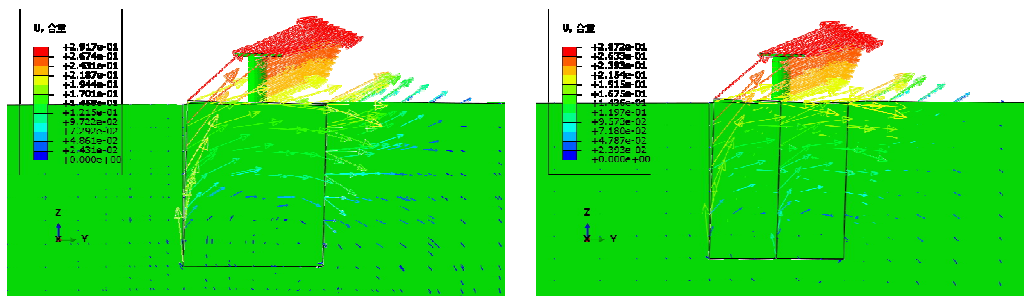 U, 合量
+2.917e-01
+2.674e-01
+2.431e-01
+2.187e-01
+1.944e-01
+1.701e-01
+1.458e-01
+1.215e-01
+9.722e-02
+7.292e-02
+4.861e-02
+2.431e-02
+0.000e+00
Z
X Y
U, 合量
+2.872e-01
+2.633e-01
+2.393e-01
+2.154e-01
+1.915e-01
+1.675e-01
+1.436e-01
+1.197e-01
+9.573e-02
+7.180e-02
+4.787e-02
+2.393e-02
+0.000e+00
Z
X Y